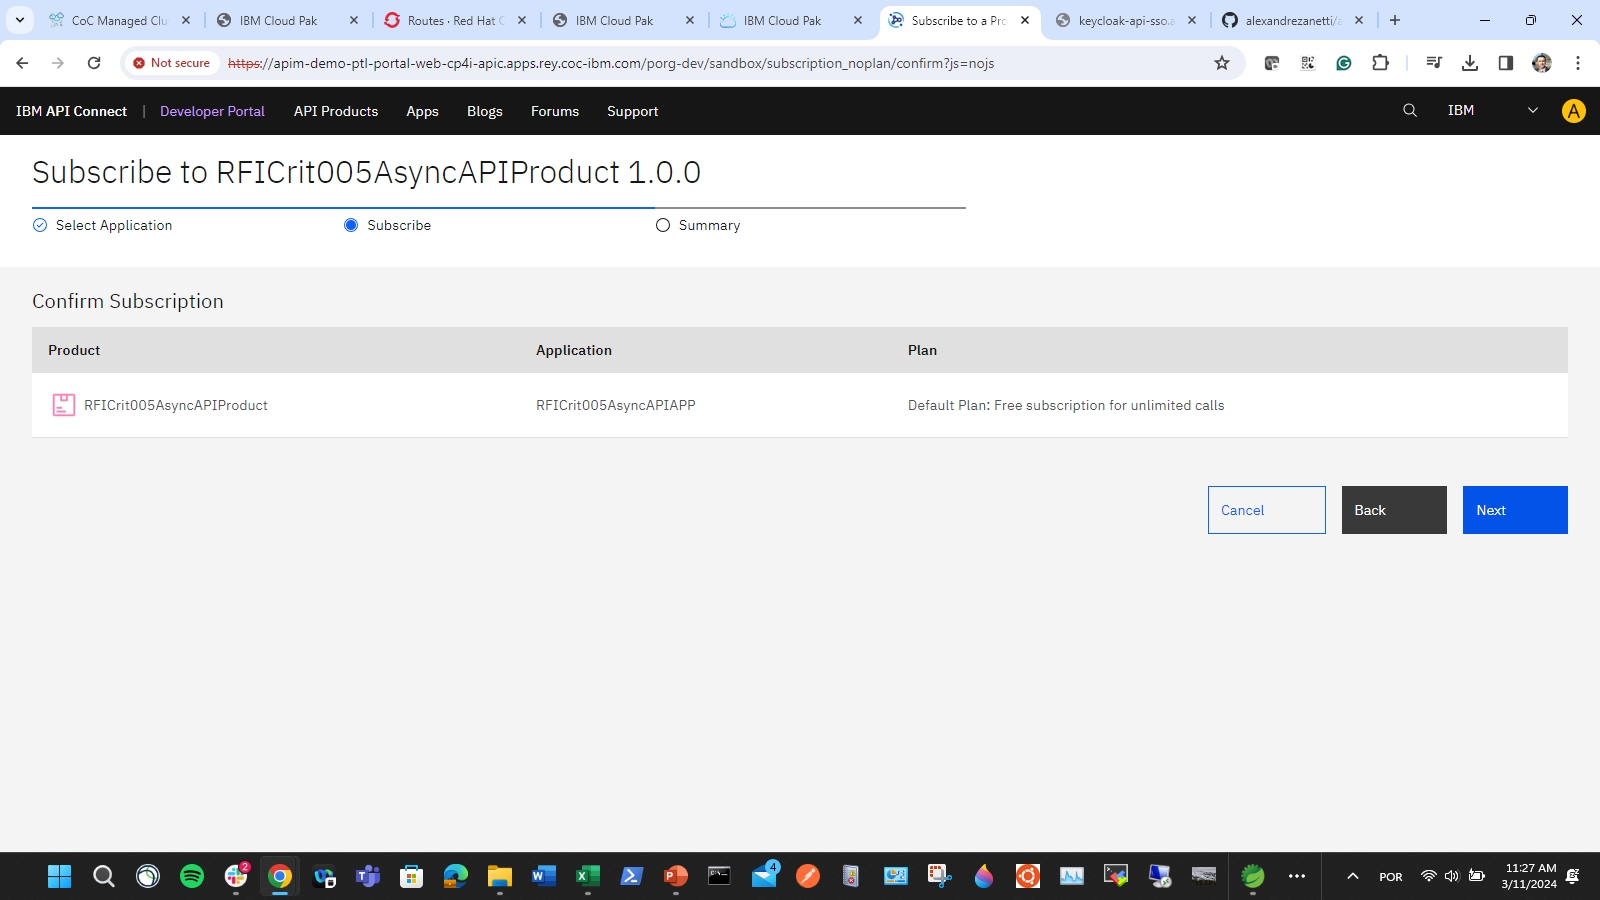 CoC Managed Clu
IBM Cloud Pak
Routes · Red Hat C
IBM Cloud Pak
IBM Cloud Pak
Subscribe to a Pro
keycloak-api-sso.a
alexandrezanetti/a
Not secure
https://apim-demo-ptl-portal-web-cp4i-apic.apps.rey.coc-ibm.com/porg-dev/sandbox/subscription_noplan/confirm?js=nojs
IBM API Connect | Developer Portal API Products Apps Blogs Forums Support IBM A
Subscribe to RFICrit005AsyncAPIProduct 1.0.0
Select Application Subscribe Summary
Confirm Subscription
Product Application Plan
RFICrit005AsyncAPIProduct RFICrit005AsyncAPIAPP Default Plan: Free subscription for unlimited calls
Cancel Back Next
2
4
POR
11:27 AM
3/11/2024